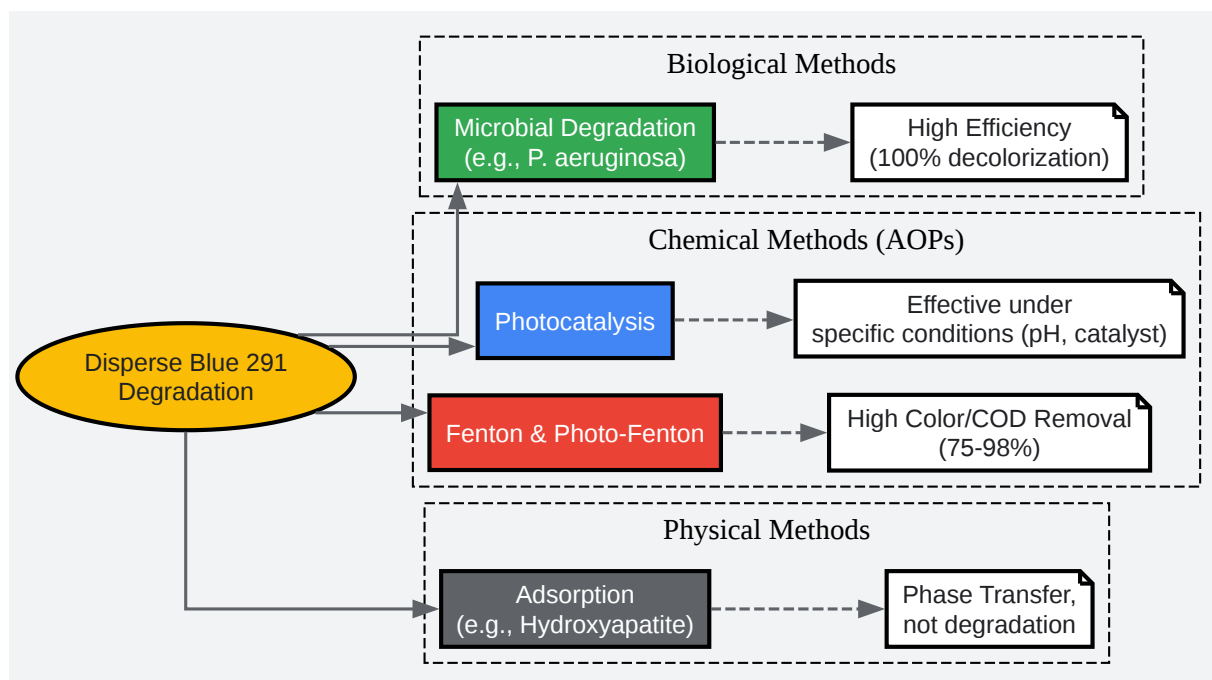 Biological Methods
Microbial Degradation
(e.g., P. aeruginosa)
High Efficiency
(100% decolorization)
Chemical Methods (AOPs)
Photocatalysis
Effective under
specific conditions (pH, catalyst)
Disperse Blue 291
Degradation
Fenton & Photo-Fenton
High Color/COD Removal
(75-98%)
Physical Methods
Adsorption
(e.g., Hydroxyapatite)
Phase Transfer,
not degradation